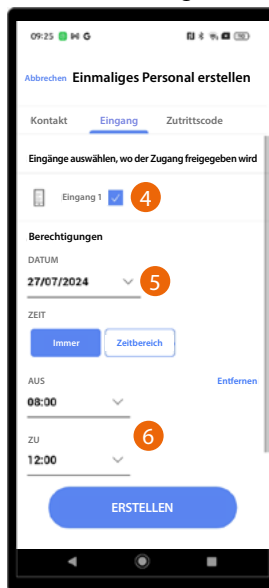 09:25 G
Abbrechen Einmaliges Personal erstellen
Kontakt Eingang Zutrittscode
Eingänge auswählen, wo der Zugang freigegeben wird
Eingang 1 4
Berechtigungen
DATUM
27/07/2024 5
ZEIT
Immer Zeitbereich
AUS Entfernen
08:00
ZU 6
12:00
ERSTELLEN